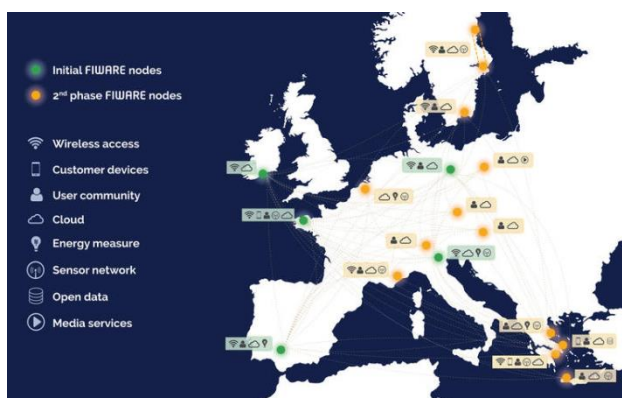 Initial FIWARE nodes
2nd phase FIWARE nodes
Wireless access
Customer devices
User community
Cloud
Energy measure
Sensor network
Open data
Media services